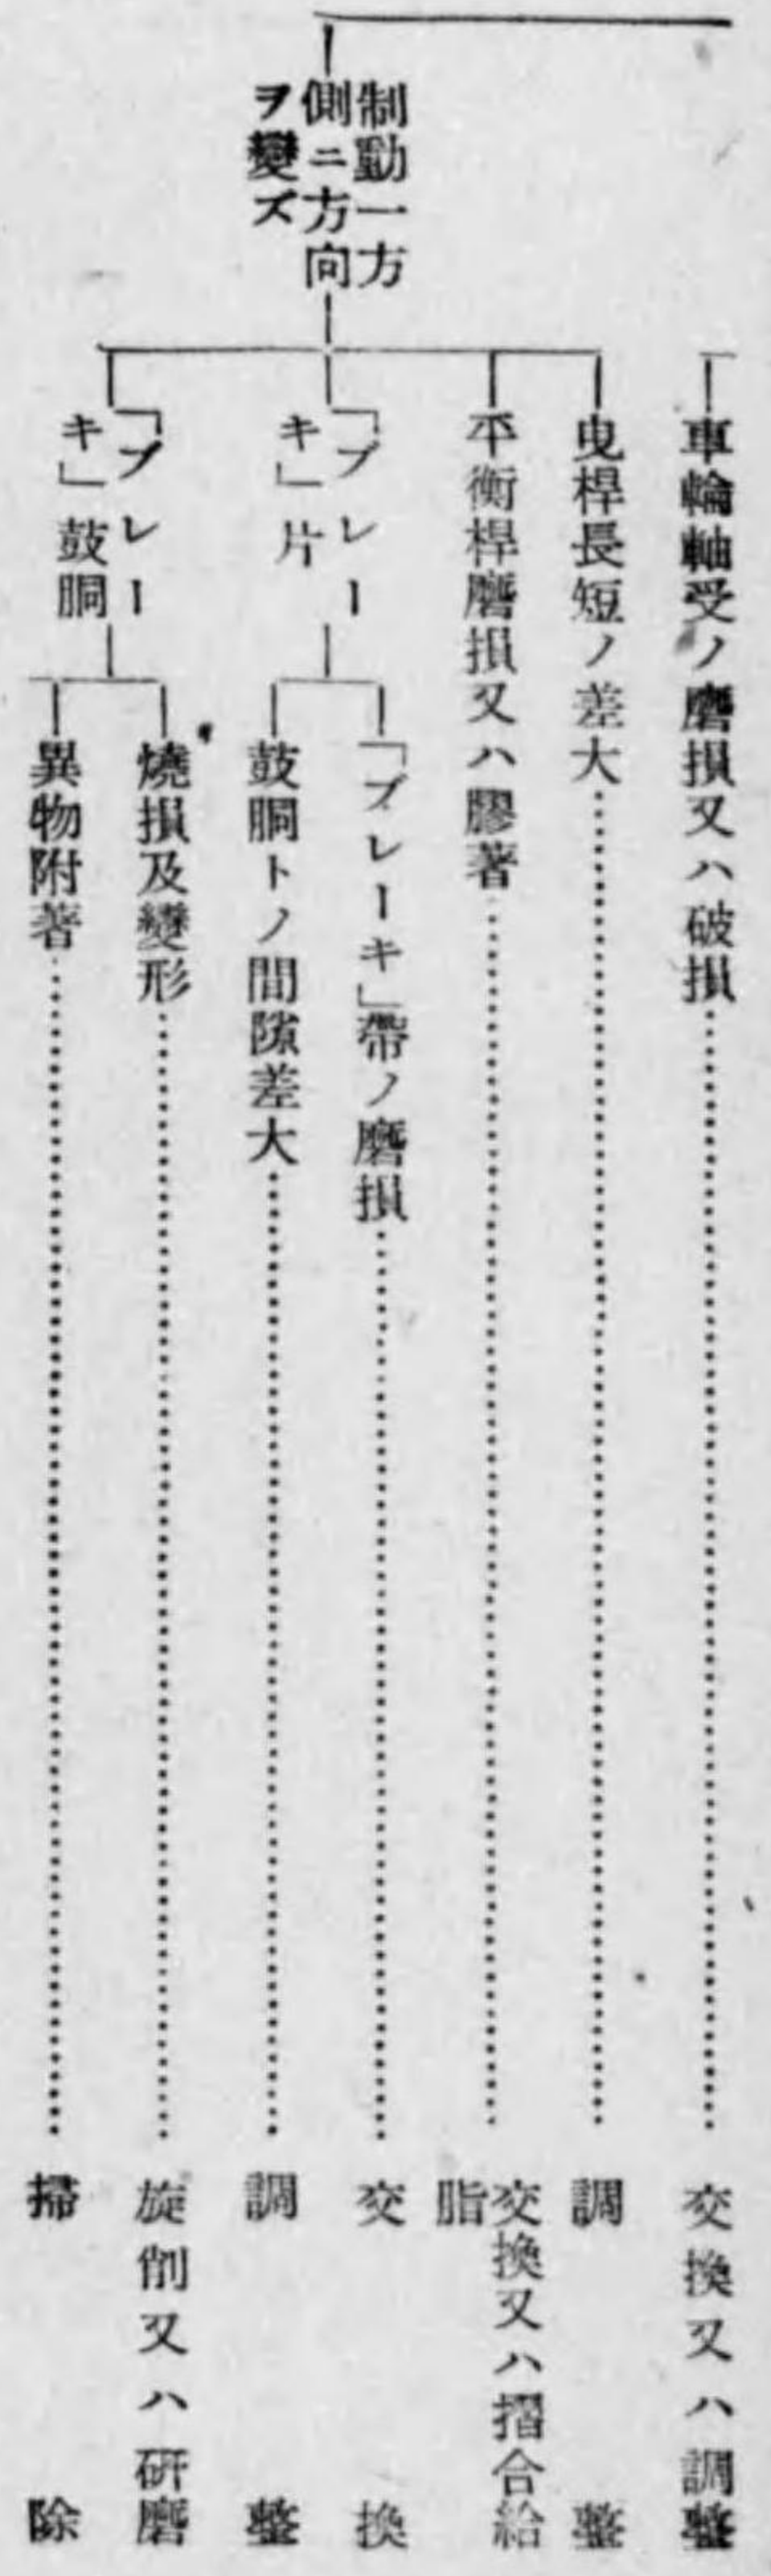 車輪軸受ノ磨損又ハ破損………交換又ハ調整
制動一方
側ニ方向
ヲ變ズ
曳桿長短ノ差大………調整
平衡桿磨損又ハ膠著………交換又ハ摺合給
脂
「ブレー
キ」片
「ブレーキ」帶ノ磨損………交換
鼓胴トノ間隙差大………調整
「ブレー
キ」鼓胴
燒損及變形………旋削又ハ研磨
異物附著………掃除